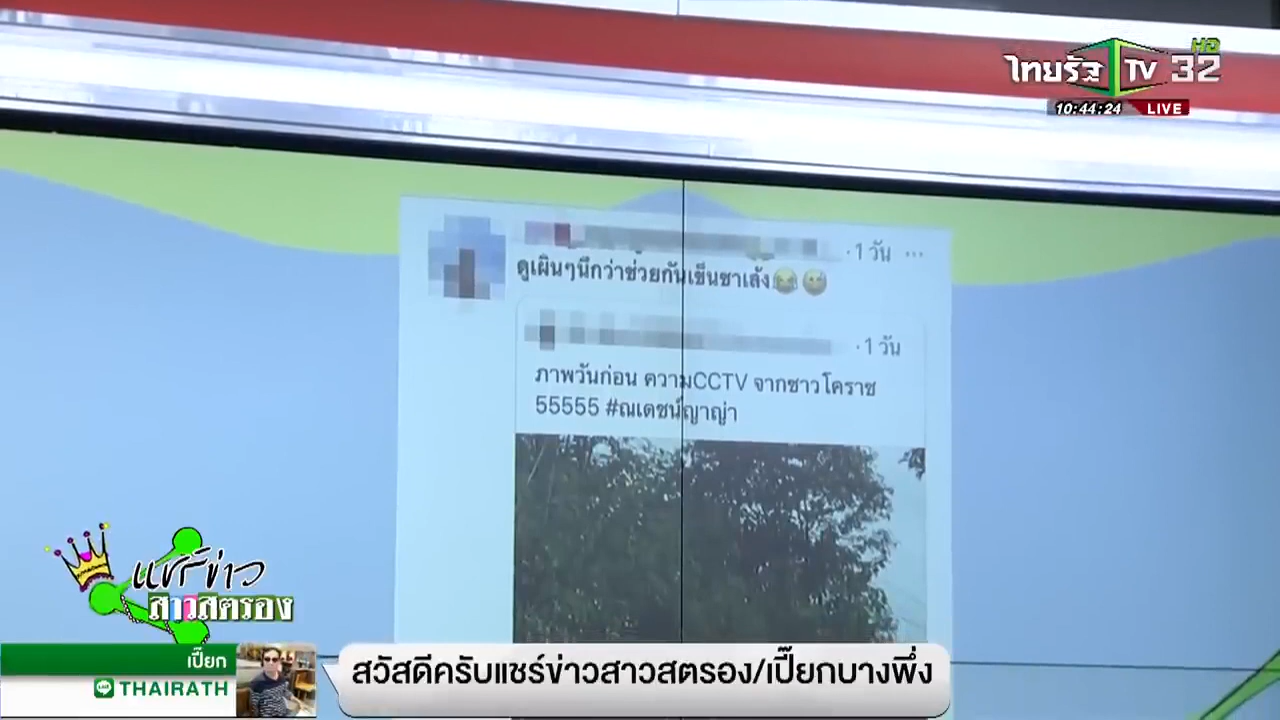 ไทยรัฐ TV 32 HD
10:44:24 LIVE
· 1 วัน ...
ดูเผินๆนึกว่าช่วยกันเข็นซาเล้ง😂😉
· 1 วัน
ภาพวันก่อน ความCCTV จากชาวโคราช
55555 #ณเดชน์ญาญ่า
แชร์ข่าว
สาวสตรอง
เปี๊ยก
LINE THAIRATH
สวัสดีครับแชร์ข่าวสาวสตรอง/เปี๊ยกบางพึ่ง